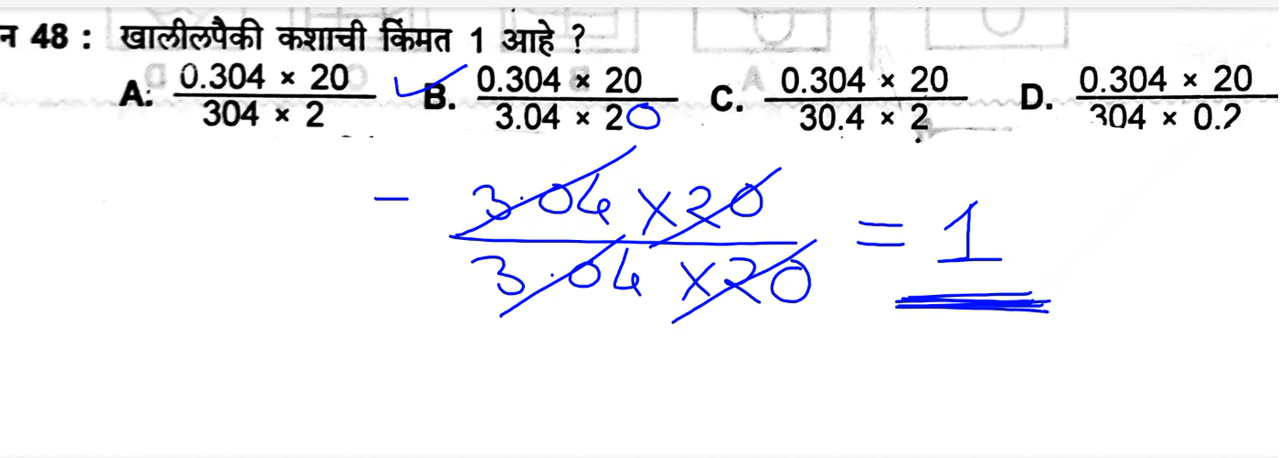 न 48 : खालीलपैकी कशाची किंमत 1 आहे ?
A. 0.304 × 20 B. 0.304 × 20 C. 0.304 × 20 D. 0.304 × 20
304 × 2 3.04 × 20 30.4 × 2 304 × 0.2
- 3.04 × 20 = 1
3.04 × 20